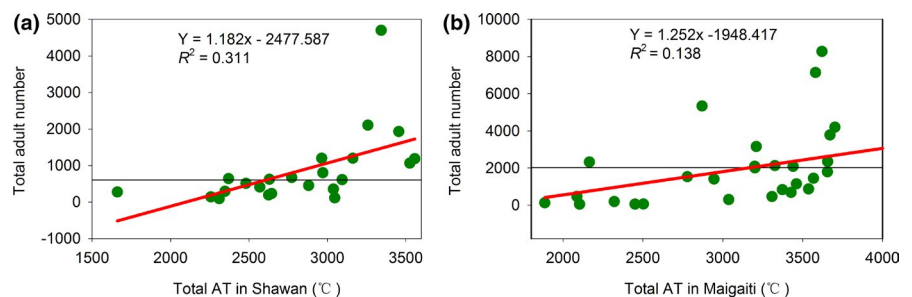 (a)
Y = 1.182x - 2477.587
R² = 0.311
Total adult number
5000
4000
3000
2000
1000
0
-1000
1500 2000 2500 3000 3500
Total AT in Shawan (℃)
(b)
Y = 1.252x -1948.417
R² = 0.138
Total adult number
10000
8000
6000
4000
2000
0
2000 2500 3000 3500 4000
Total AT in Maigaiti (℃)